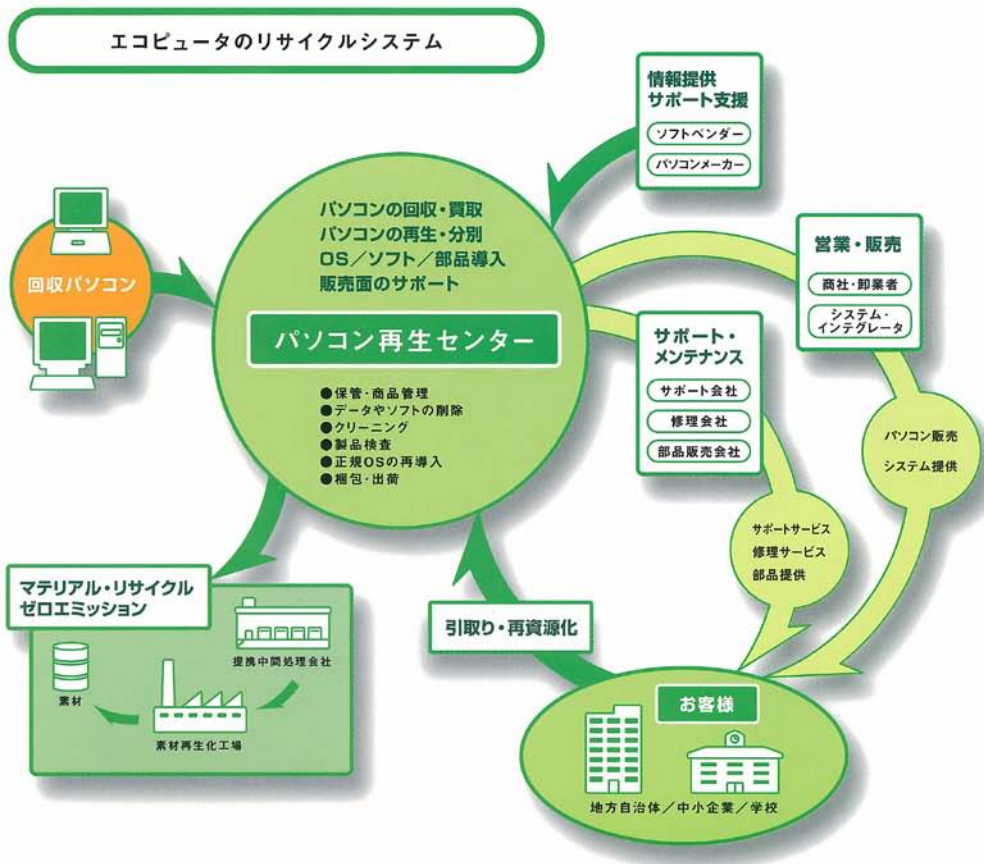 エコピュータのリサイクルシステム
情報提供
サポート支援
ソフトベンダー
パソコンメーカー
回収パソコン
パソコンの回収・買取
パソコンの再生・分別
OS／ソフト／部品導入
販売面のサポート
パソコン再生センター
●保管・商品管理
●データやソフトの削除
●クリーニング
●製品検査
●正規OSの再導入
●梱包・出荷
営業・販売
商社・卸業者
システム・
インテグレータ
サポート・
メンテナンス
サポート会社
修理会社
部品販売会社
パソコン販売
システム提供
サポートサービス
修理サービス
部品提供
マテリアル・リサイクル
ゼロエミッション
提携中間処理会社
素材
素材再生化工場
引取り・再資源化
お客様
地方自治体／中小企業／学校